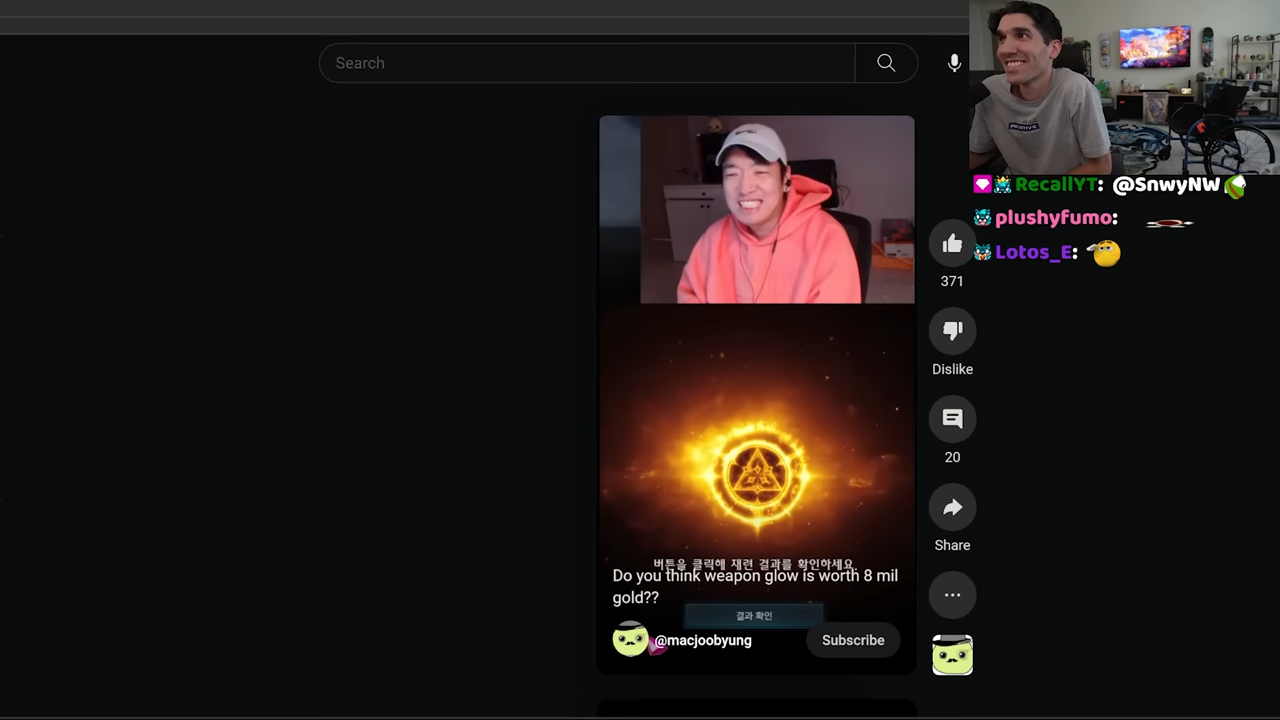 Search
RecallYT: @SnwyNW
plushyfumo:
Lotos_E:
371
Dislike
20
Share
버튼을 클릭해 재련 결과를 확인하세요.
Do you think weapon glow is worth 8 mil
gold??
결과 확인
@macjoobyung
Subscribe
PRIMITIVE